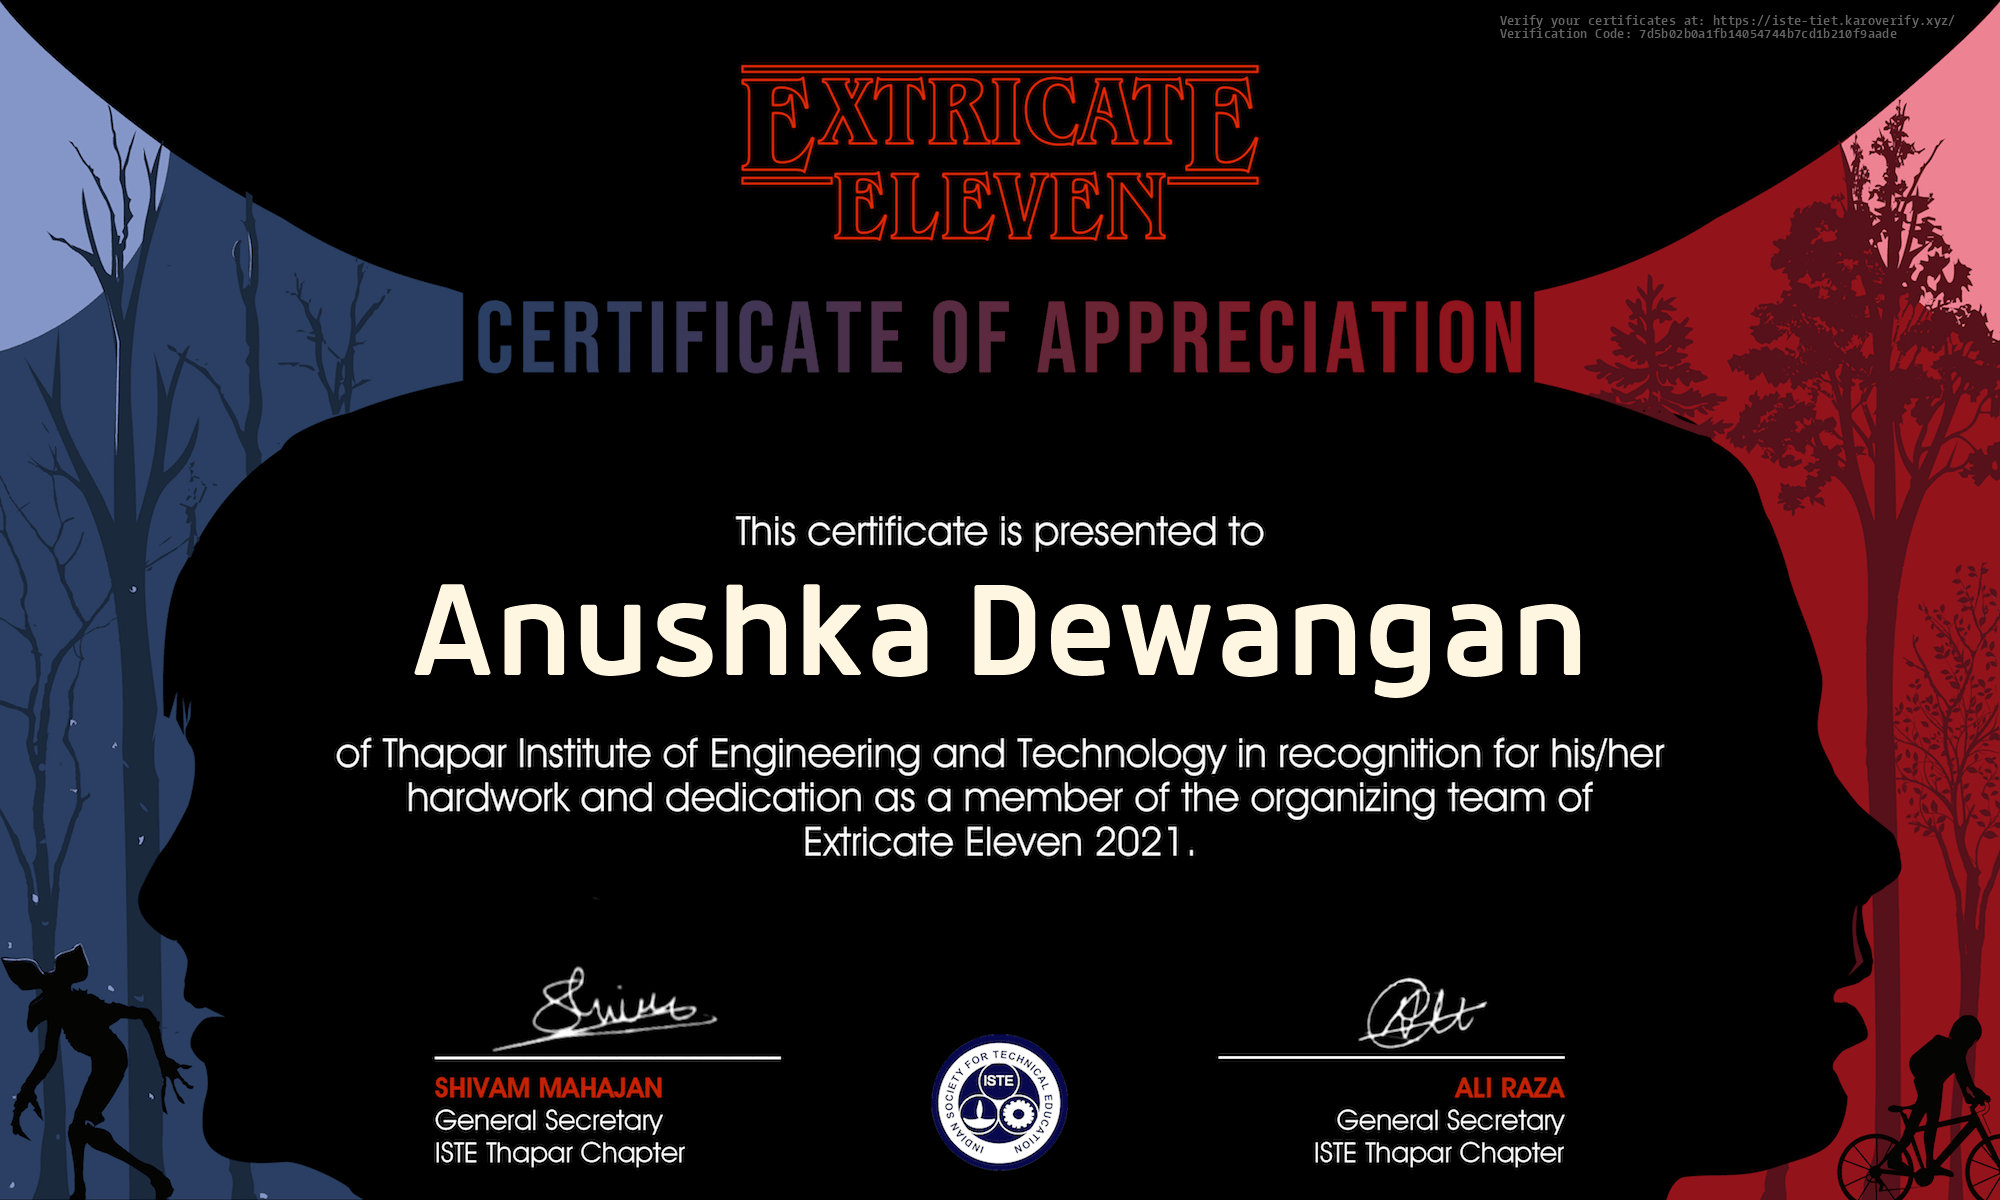 Verify your certificates at: https://iste-tiet.karoverify.xyz/
Verification Code: 7d5b02b0a1fb14054744b7cd1b210f9aade
EXTRICATE
ELEVEN
CERTIFICATE OF APPRECIATION
This certificate is presented to
Anushka Dewangan
of Thapar Institute of Engineering and Technology in recognition for his/her
hardwork and dedication as a member of the organizing team of
Extricate Eleven 2021.
Shivam
Ali
SHIVAM MAHAJAN
General Secretary
ISTE Thapar Chapter
INDIAN SOCIETY FOR TECHNICAL EDUCATION
ISTE
ALI RAZA
General Secretary
ISTE Thapar Chapter